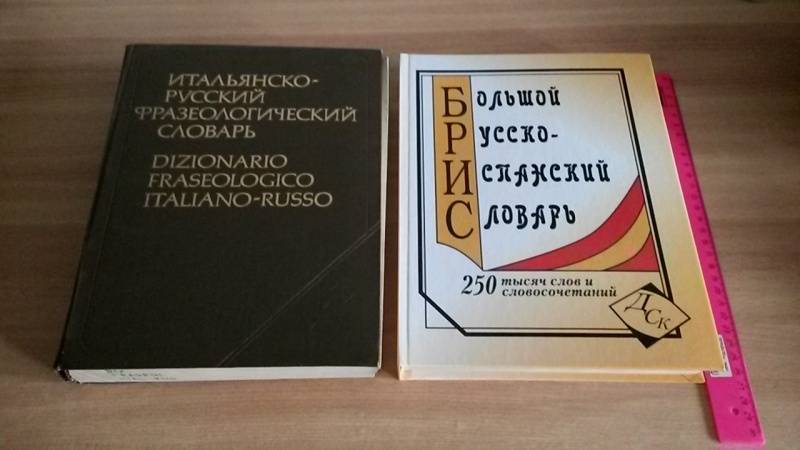 ИТАЛЬЯНСКО-
РУССКИЙ
ФРАЗЕОЛОГИЧЕСКИЙ
СЛОВАРЬ
DIZIONARIO
FRASEOLOGICO
ITALIANO-RUSSO
БОЛЬШОЙ
РУССКО-
ИСПАНСКИЙ
СЛОВАРЬ
250 тысяч слов и
словосочетаний
ДСК